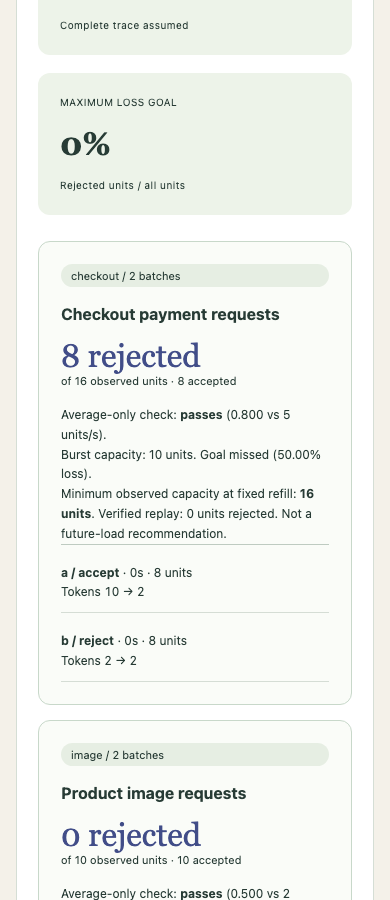 Complete trace assumed
MAXIMUM LOSS GOAL
0%
Rejected units / all units
checkout / 2 batches
Checkout payment requests
8 rejected
of 16 observed units · 8 accepted
Average-only check: passes (0.800 vs 5
units/s).
Burst capacity: 10 units. Goal missed (50.00%
loss).
Minimum observed capacity at fixed refill: 16
units. Verified replay: 0 units rejected. Not a
future-load recommendation.
a / accept · 0s · 8 units
Tokens 10 → 2
b / reject · 0s · 8 units
Tokens 2 → 2
image / 2 batches
Product image requests
0 rejected
of 10 observed units · 10 accepted
Average-only check: passes (0.500 vs 2